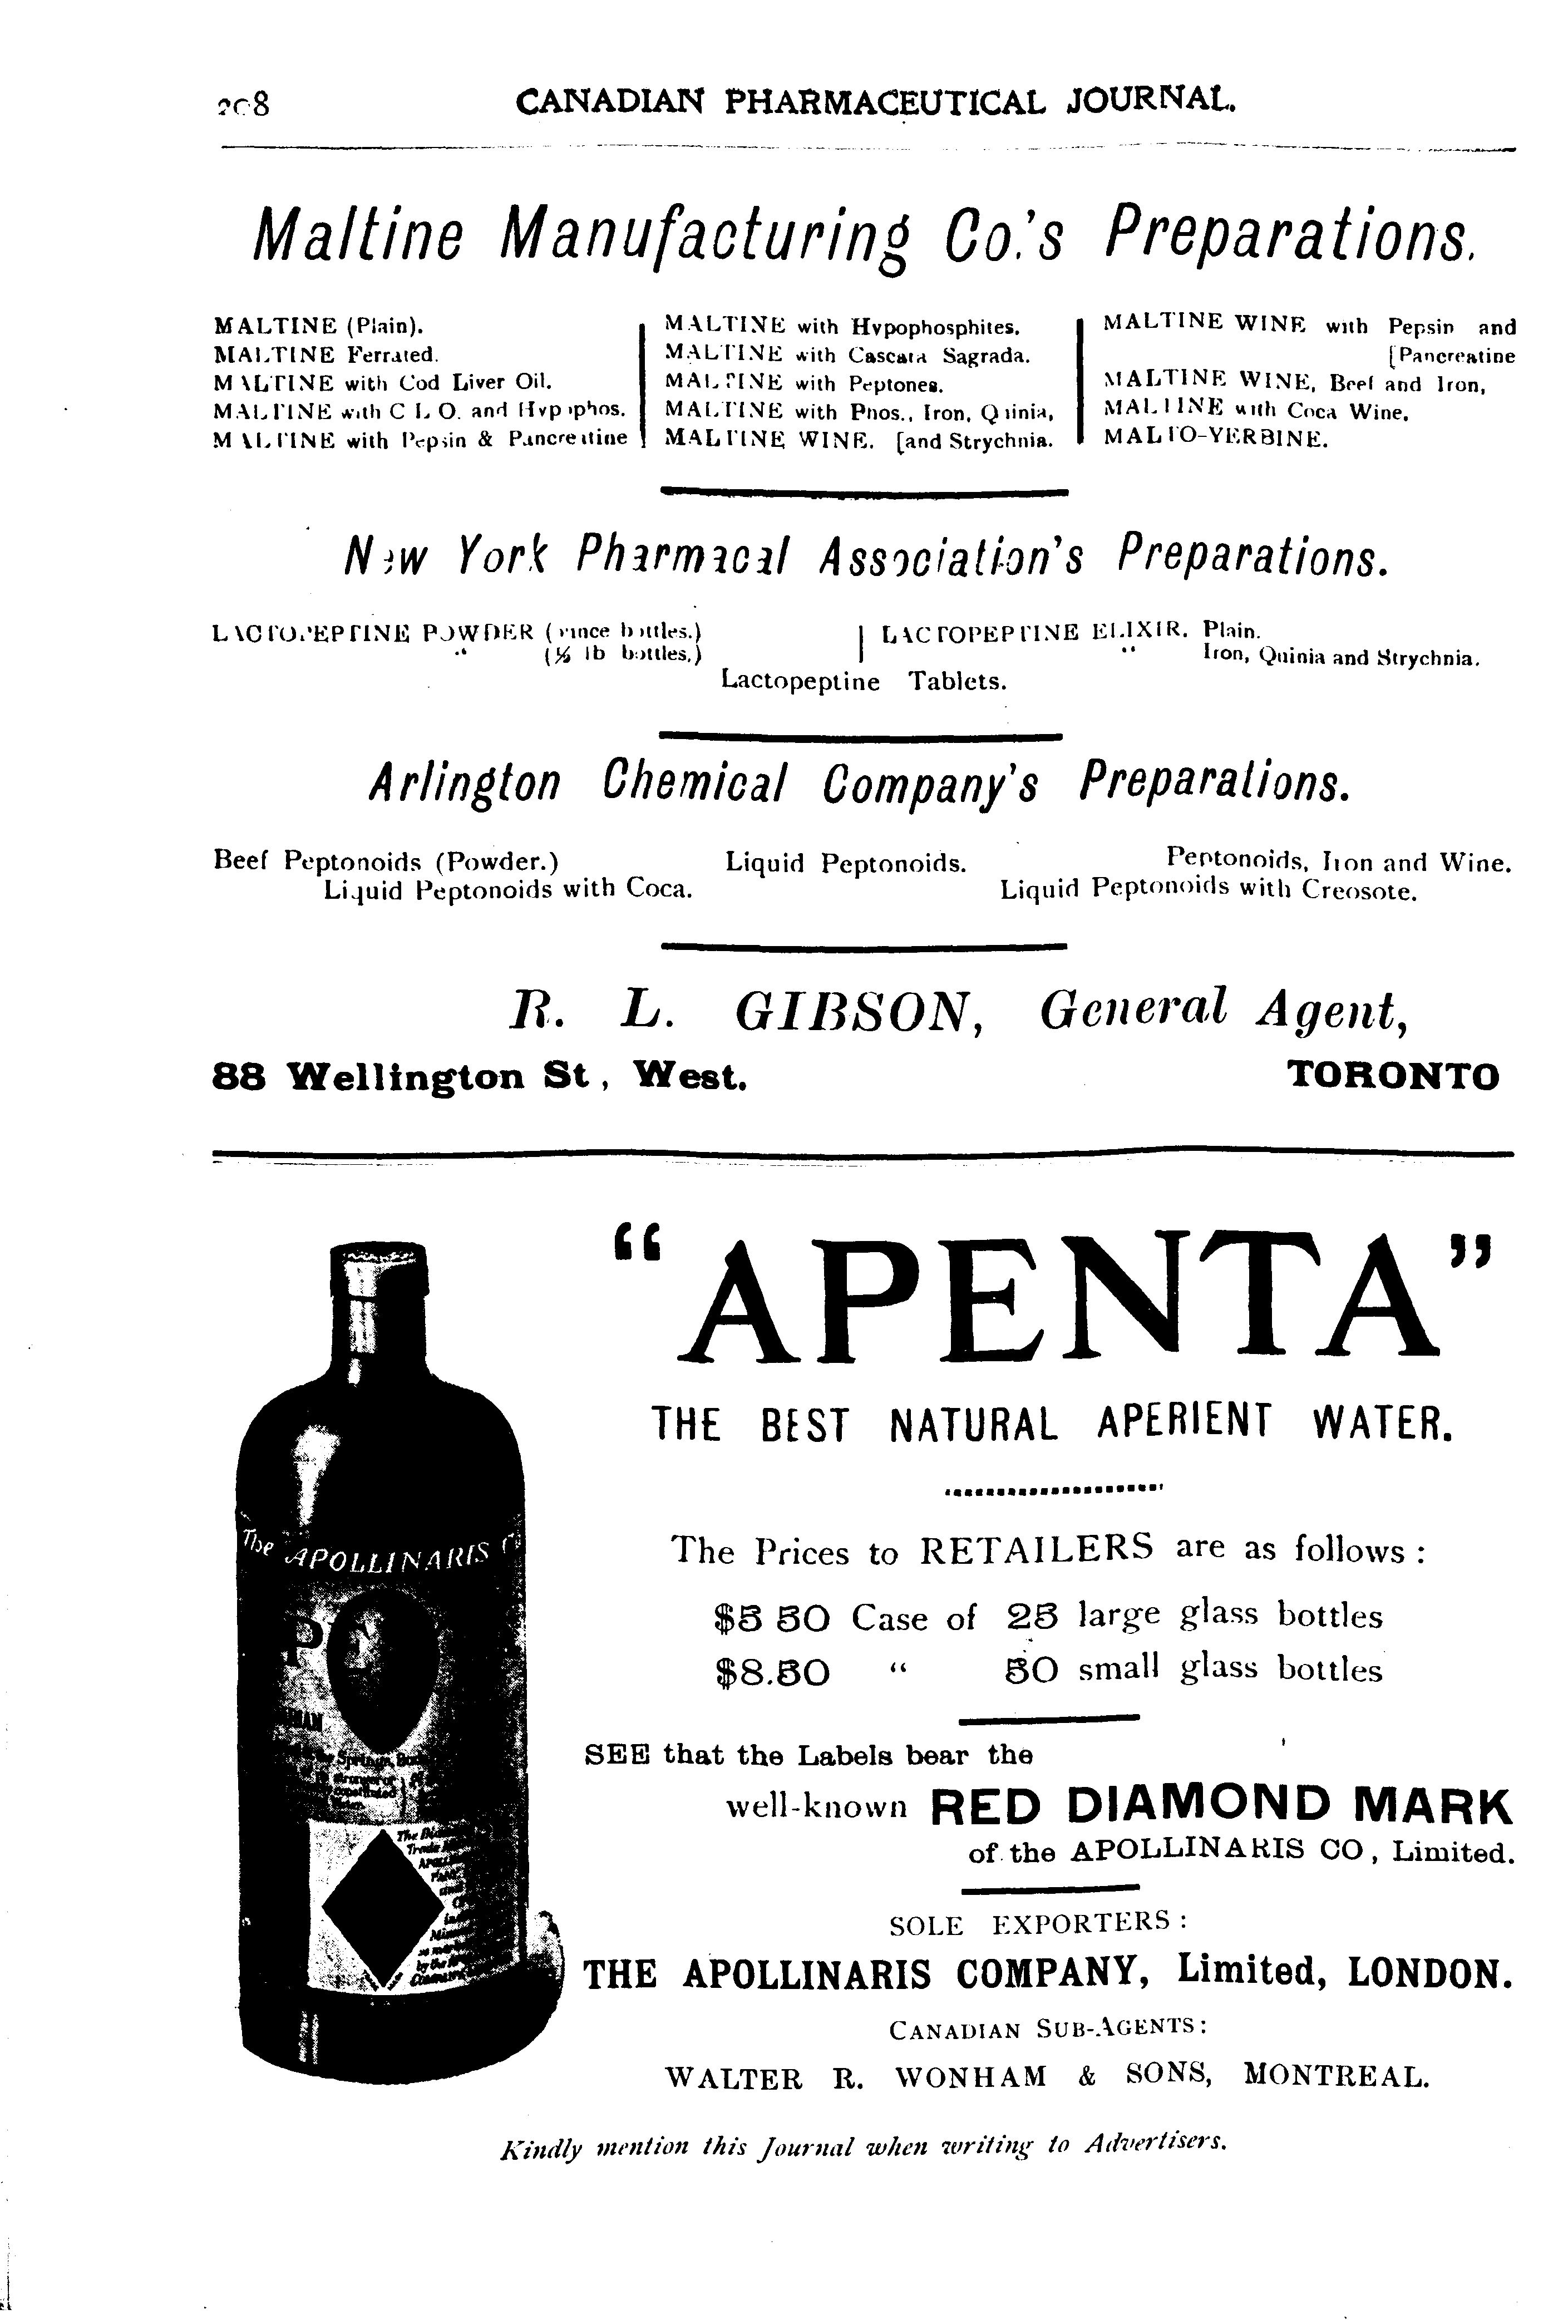 208 CANADIAN PHARMACEUTICAL JOURNAL.
Maltine Manufacturing Co.'s Preparations.
MALTINE (Plain).
MALTINE Ferrated.
MALTINE with Cod Liver Oil.
MALTINE with C L O. and Hypophos.
MALTINE with Pepsin & Pancreatine
MALTINE with Hypophosphites.
MALTINE with Cascara Sagrada.
MALTINE with Peptones.
MALTINE with Phos., Iron, Quinia,
MALTINE WINE. [and Strychnia.
MALTINE WINE with Pepsin and
[Pancreatine
MALTINE WINE, Beef and Iron,
MALTINE with Coca Wine.
MALTO-YERBINE.
New York Pharmacal Association's Preparations.
LACTOPEPTINE POWDER (ounce bottles.)
" (½ lb bottles.)
LACTOPEPTINE ELIXIR. Plain.
" Iron, Quinia and Strychnia.
Lactopeptine Tablets.
Arlington Chemical Company's Preparations.
Beef Peptonoids (Powder.) Liquid Peptonoids. Peptonoids, Iron and Wine.
Liquid Peptonoids with Coca. Liquid Peptonoids with Creosote.
R. L. GIBSON, General Agent,
88 Wellington St, West. TORONTO
"APENTA"
THE BEST NATURAL APERIENT WATER.
The Prices to RETAILERS are as follows :
$5 50 Case of 25 large glass bottles
$8.50 " 50 small glass bottles
SEE that the Labels bear the
well-known RED DIAMOND MARK
of the APOLLINARIS CO, Limited.
SOLE EXPORTERS :
THE APOLLINARIS COMPANY, Limited, LONDON.
CANADIAN SUB-AGENTS :
WALTER R. WONHAM & SONS, MONTREAL.
The APOLLINARIS
Kindly mention this Journal when writing to Advertisers.